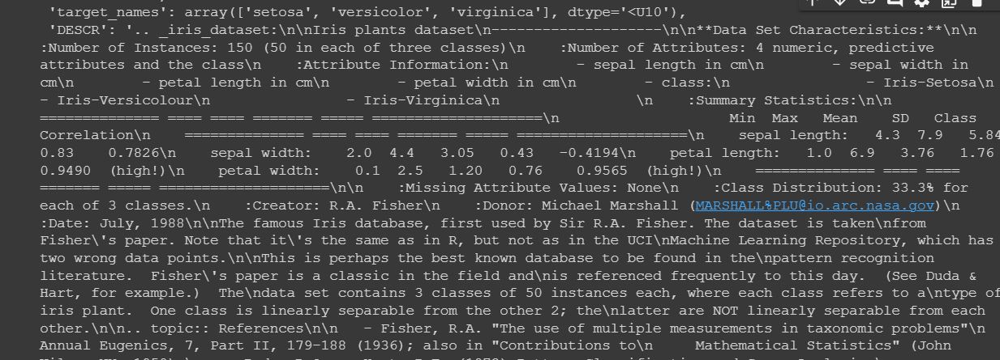 'target_names': array(['setosa', 'versicolor', 'virginica'], dtype='<U10'),
'DESCR': '.. _iris_dataset:\n\nIris plants dataset\n--------------------\n\n**Data Set Characteristics:**\n\n
:Number of Instances: 150 (50 in each of three classes)\n    :Number of Attributes: 4 numeric, predictive
attributes and the class\n    :Attribute Information:\n        - sepal length in cm\n        - sepal width in
cm\n        - petal length in cm\n        - petal width in cm\n        - class:\n                - Iris-Setosa\n
- Iris-Versicolour\n                - Iris-Virginica\n                \n    :Summary Statistics:\n\n
============== ==== ==== ======= ===== ====================\n                    Min  Max   Mean    SD   Class
Correlation\n    ============== ==== ==== ======= ===== ====================\n    sepal length:   4.3  7.9   5.84
0.83    0.7826\n    sepal width:    2.0  4.4   3.05   0.43   -0.4194\n    petal length:   1.0  6.9   3.76   1.76
0.9490  (high!)\n    petal width:    0.1  2.5   1.20   0.76    0.9565  (high!)\n    ============== ==== ====
======= ===== ====================\n\n    :Missing Attribute Values: None\n    :Class Distribution: 33.3% for
each of 3 classes.\n    :Creator: R.A. Fisher\n    :Donor: Michael Marshall (MARSHALL%PLU@io.arc.nasa.gov)\n
:Date: July, 1988\n\nThe famous Iris database, first used by Sir R.A. Fisher. The dataset is taken\nfrom
Fisher\'s paper. Note that it\'s the same as in R, but not as in the UCI\nMachine Learning Repository, which has
two wrong data points.\n\nThis is perhaps the best known database to be found in the\npattern recognition
literature.  Fisher\'s paper is a classic in the field and\nis referenced frequently to this day.  (See Duda &
Hart, for example.)  The\ndata set contains 3 classes of 50 instances each, where each class refers to a\ntype of
iris plant.  One class is linearly separable from the other 2; the\nlatter are NOT linearly separable from each
other.\n\n.. topic:: References\n\n   - Fisher, R.A. "The use of multiple measurements in taxonomic problems"\n
Annual Eugenics, 7, Part II, 179-188 (1936); also in "Contributions to\n     Mathematical Statistics" (John